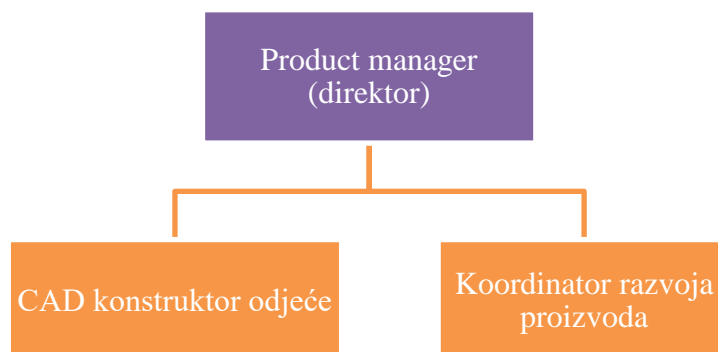 Product manager
(direktor)
CAD konstruktor odjeće
Koordinator razvoja
proizvoda